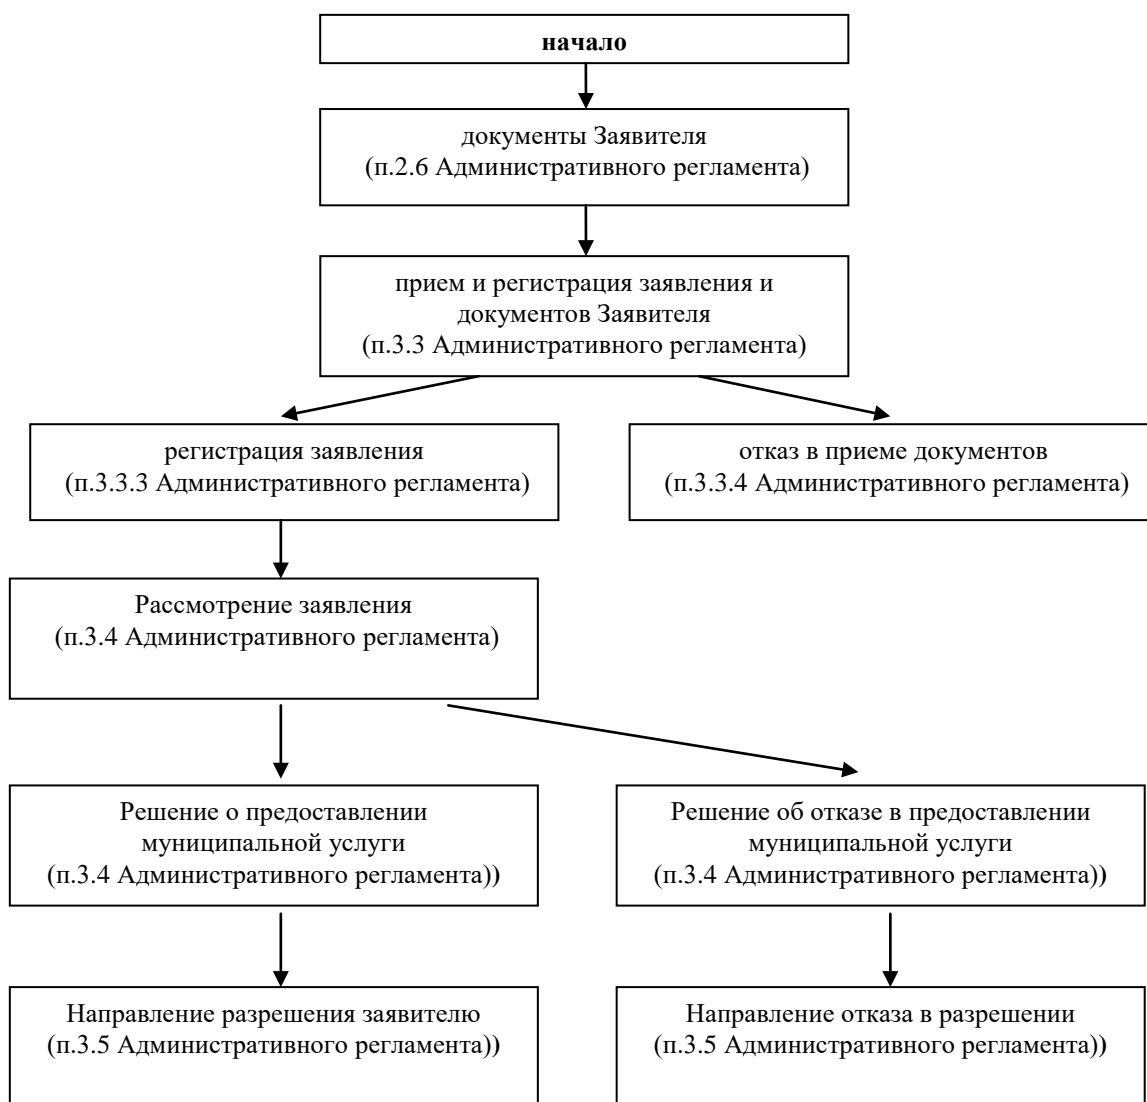 начало
документы Заявителя
(п.2.6 Административного регламента)
прием и регистрация заявления и
документов Заявителя
(п.3.3 Административного регламента)
регистрация заявления
(п.3.3.3 Административного регламента)
отказ в приеме документов
(п.3.3.4 Административного регламента)
Рассмотрение заявления
(п.3.4 Административного регламента)
Решение о предоставлении
муниципальной услуги
(п.3.4 Административного регламента))
Решение об отказе в предоставлении
муниципальной услуги
(п.3.4 Административного регламента))
Направление разрешения заявителю
(п.3.5 Административного регламента))
Направление отказа в разрешении
(п.3.5 Административного регламента))